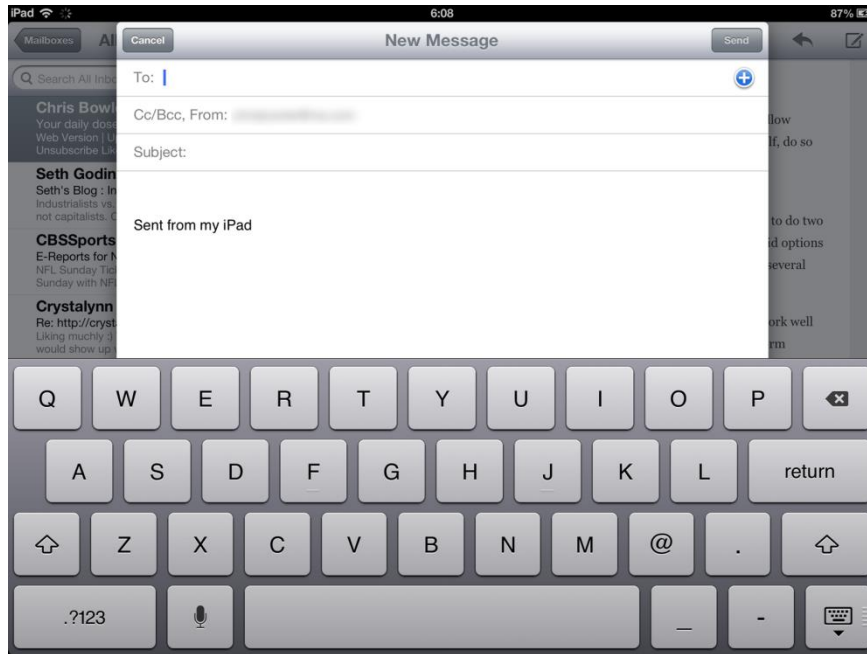 iPad 6:08 87%
Mailboxes All Cancel New Message Send
Search All Inbo
To:
Cc/Bcc, From:
Subject:
Sent from my iPad
Chris Bowl
Your daily dose
Web Version | U
Unsubscribe Lik
Seth Godin
Seth's Blog : In
Industrialists vs.
not capitalists. C
CBSSports
E-Reports for N
NFL Sunday Tic
Sunday with NF
Crystalynn
Re: http://cryst
Liking muchly :)
would show up
llow
lf, do so
to do two
id options
several
ork well
rm
Q W E R T Y U I O P
A S D F G H J K L return
Z X C V B N M @ .
.?123 _ -